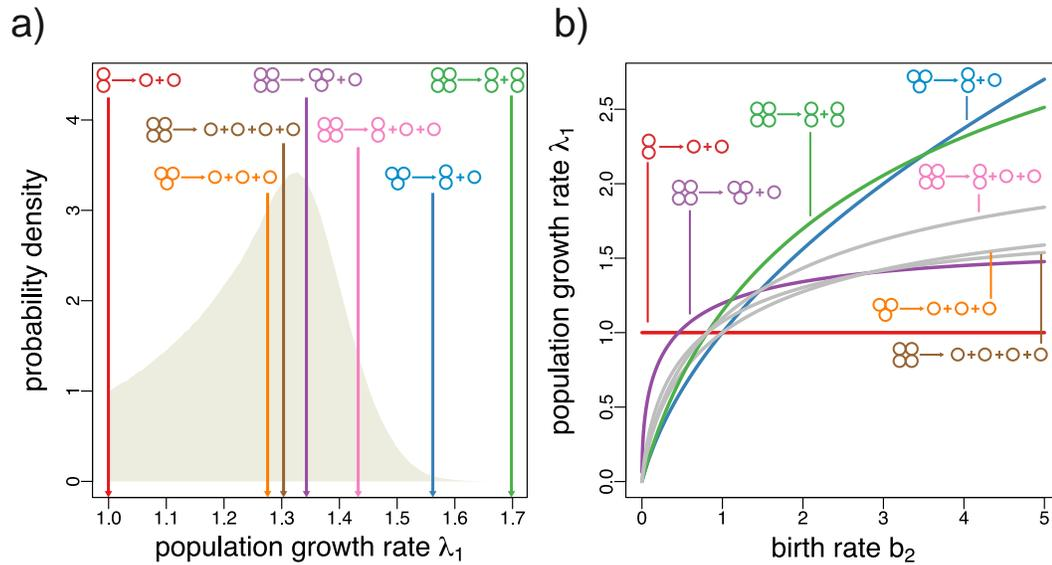 a)
probability density
0
1
2
3
4
+
+
+
+ + +
+ +
+ +
+
1.0 1.1 1.2 1.3 1.4 1.5 1.6 1.7
population growth rate λ₁
b)
population growth rate λ₁
0.0
0.5
1.0
1.5
2.0
2.5
+
+
+
+
+ +
+ +
+ + +
0 1 2 3 4 5
birth rate b₂